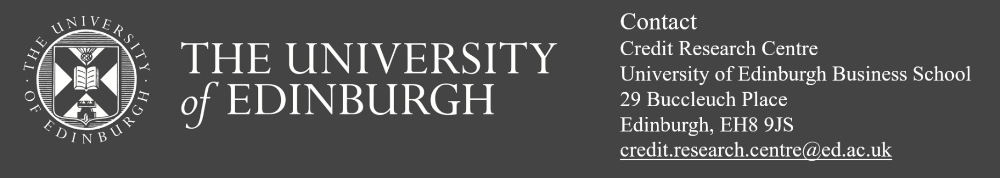 THE UNIVERSITY · OF EDINBURGH ·
THE UNIVERSITY
of EDINBURGH
Contact
Credit Research Centre
University of Edinburgh Business School
29 Buccleuch Place
Edinburgh, EH8 9JS
credit.research.centre@ed.ac.uk